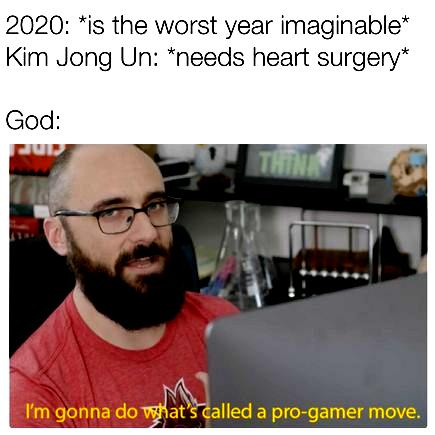 2020: *is the worst year imaginable*
Kim Jong Un: *needs heart surgery*
God:
THINK
I'm gonna do what's called a pro-gamer move.